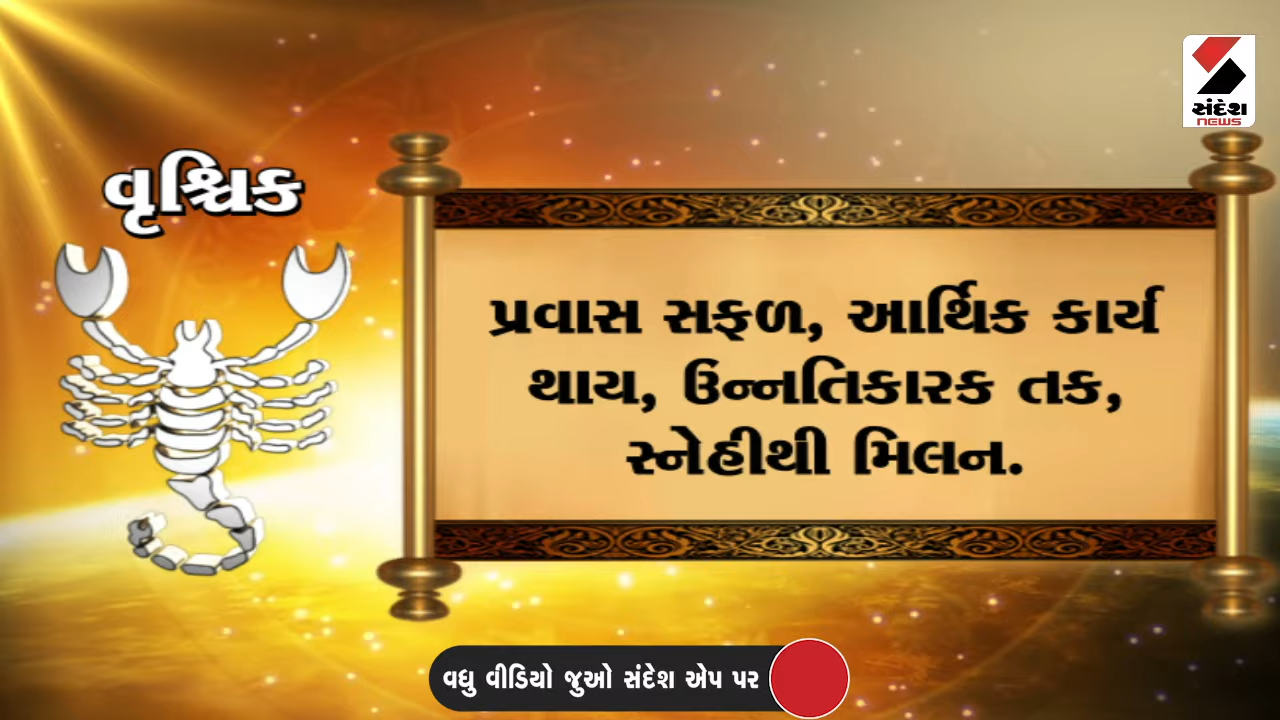 સંદેશ
NEWS
વૃશ્ચિક
પ્રવાસ સફળ, આર્થિક કાર્ય
થાય, ઉન્નતિકારક તક,
સ્નેહીથી મિલન.
વધુ વીડિયો જુઓ સંદેશ એપ પર